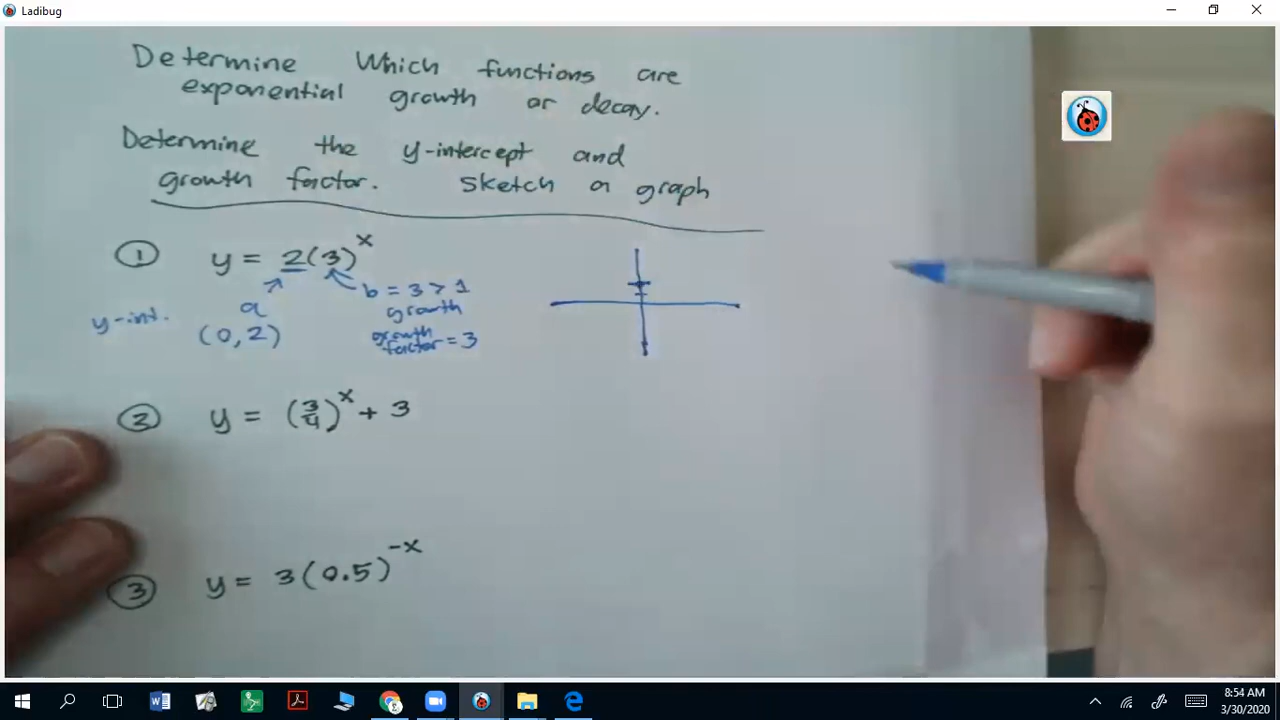 Ladibug
Determine Which functions are
exponential growth or decay.
Determine the y-intercept and
growth factor. Sketch a graph
① y = 2(3)^x
a
b = 3 > 1
growth
y-int.
(0, 2)
growth
factor = 3
② y = (3/4)^x + 3
③ y = 3(0.5)^-x
8:54 AM
3/30/2020